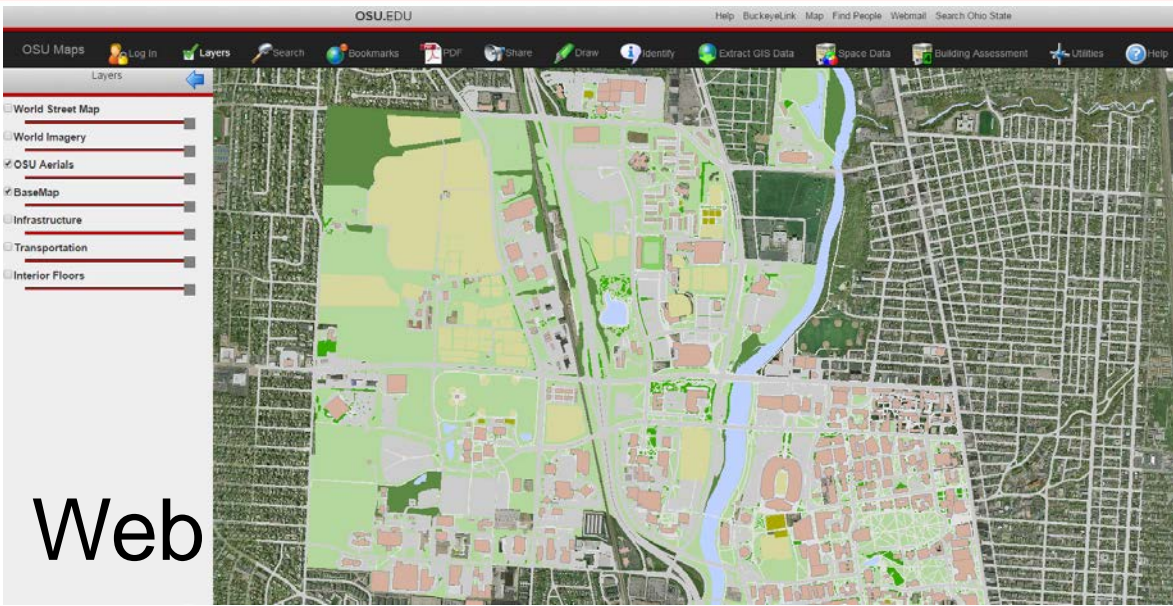 OSU.EDU Help BuckeyeLink Map Find People Webmail Search Ohio State
OSU Maps Log In Layers Search Bookmarks PDF Share Draw Identify Extract GIS Data Space Data Building Assessment Utilities Help
Layers
World Street Map
World Imagery
OSU Aerials
BaseMap
Infrastructure
Transportation
Interior Floors
Web